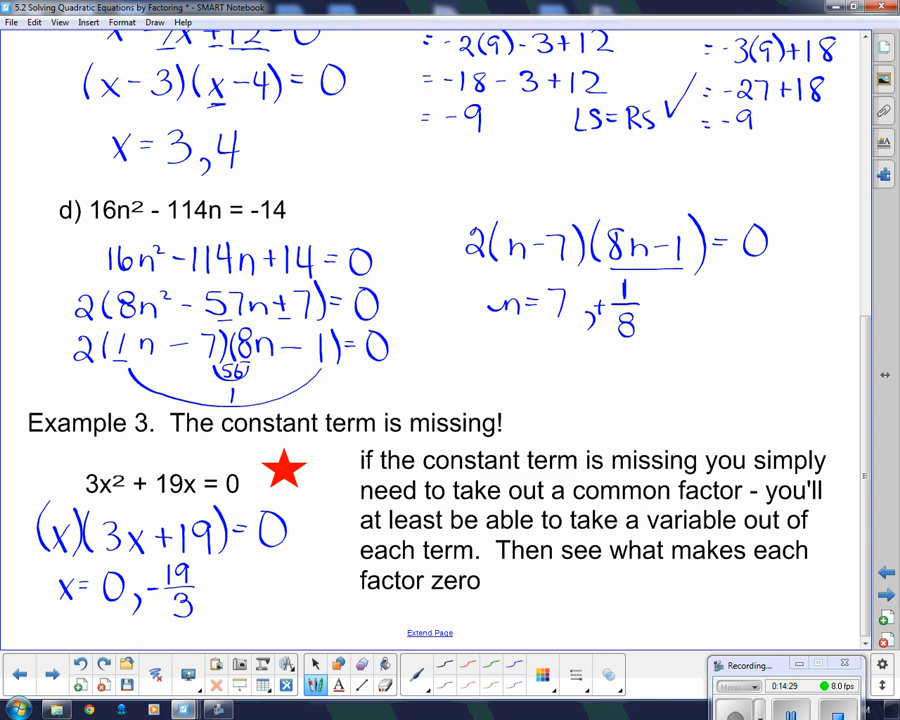 5.2 Solving Quadratic Equations by Factoring * - SMART Notebook
File Edit View Insert Format Draw Help
x - 7x + 12 = 0
(x - 3)(x - 4) = 0
x = 3, 4
= -2(9) - 3 + 12
= -18 - 3 + 12
= -9
LS = RS ✓
= -3(9) + 18
= -27 + 18
= -9
d) 16n² - 114n = -14
16n² - 114n + 14 = 0
2(8n² - 57n + 7) = 0
2(1n - 7)(8n - 1) = 0
56
1
2(n - 7)(8n - 1) = 0
n = 7, + 1/8
Example 3. The constant term is missing!
3x² + 19x = 0
(x)(3x + 19) = 0
x = 0, -19/3
if the constant term is missing you simply
need to take out a common factor - you'll
at least be able to take a variable out of
each term. Then see what makes each
factor zero
Extend Page
Recording...
Menu
0:14:29
8.0 fps